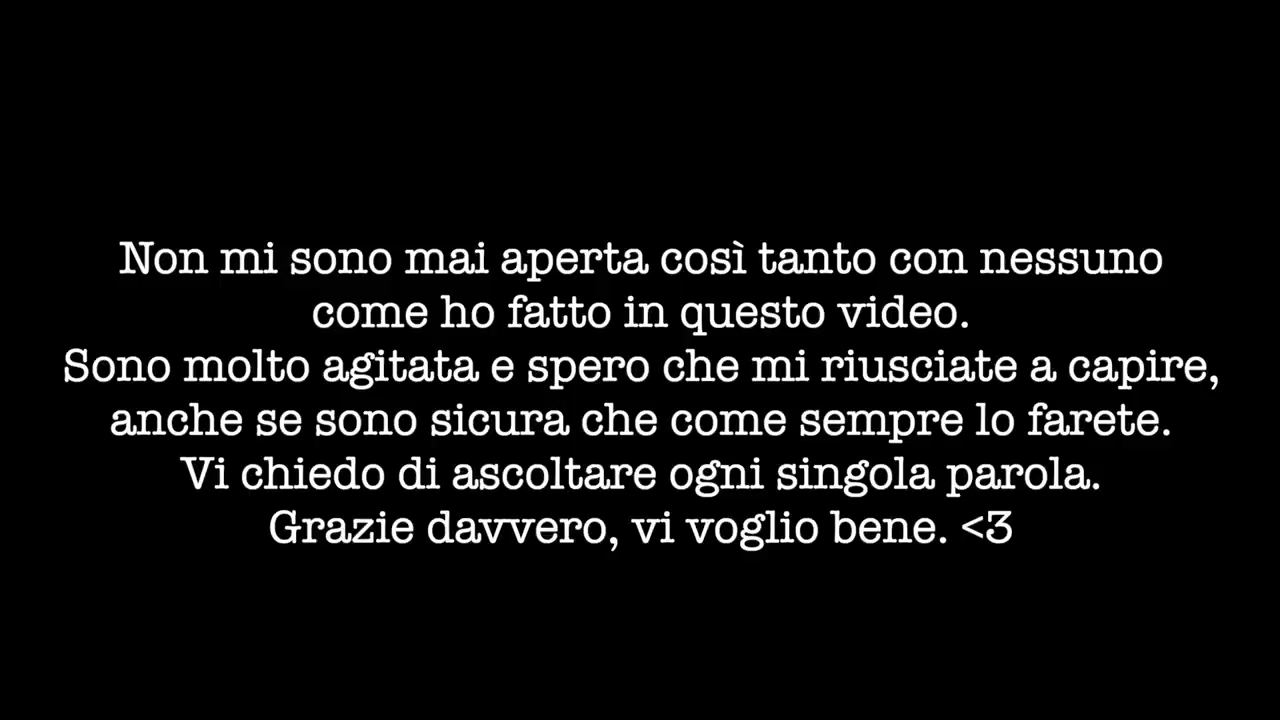 Non mi sono mai aperta così tanto con nessuno
come ho fatto in questo video.
Sono molto agitata e spero che mi riusciate a capire,
anche se sono sicura che come sempre lo farete.
Vi chiedo di ascoltare ogni singola parola.
Grazie davvero, vi voglio bene. <3